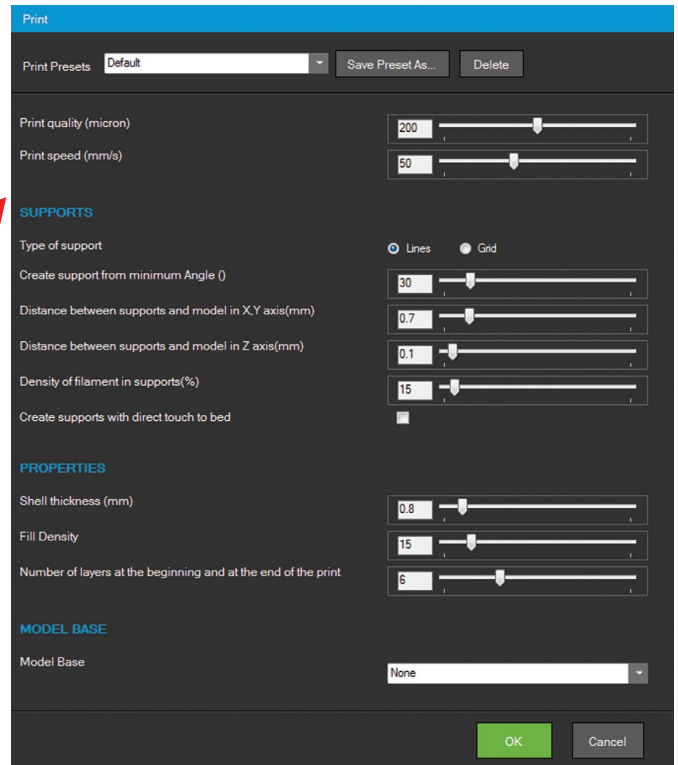 Print
Print Presets Default Save Preset As... Delete
Print quality (micron) 200
Print speed (mm/s) 50
SUPPORTS
Type of support Lines Grid
Create support from minimum Angle () 30
Distance between supports and model in X,Y axis(mm) 0.7
Distance between supports and model in Z axis(mm) 0.1
Density of filament in supports(%) 15
Create supports with direct touch to bed
PROPERTIES
Shell thickness (mm) 0.8
Fill Density 15
Number of layers at the beginning and at the end of the print 6
MODEL BASE
Model Base None
OK Cancel